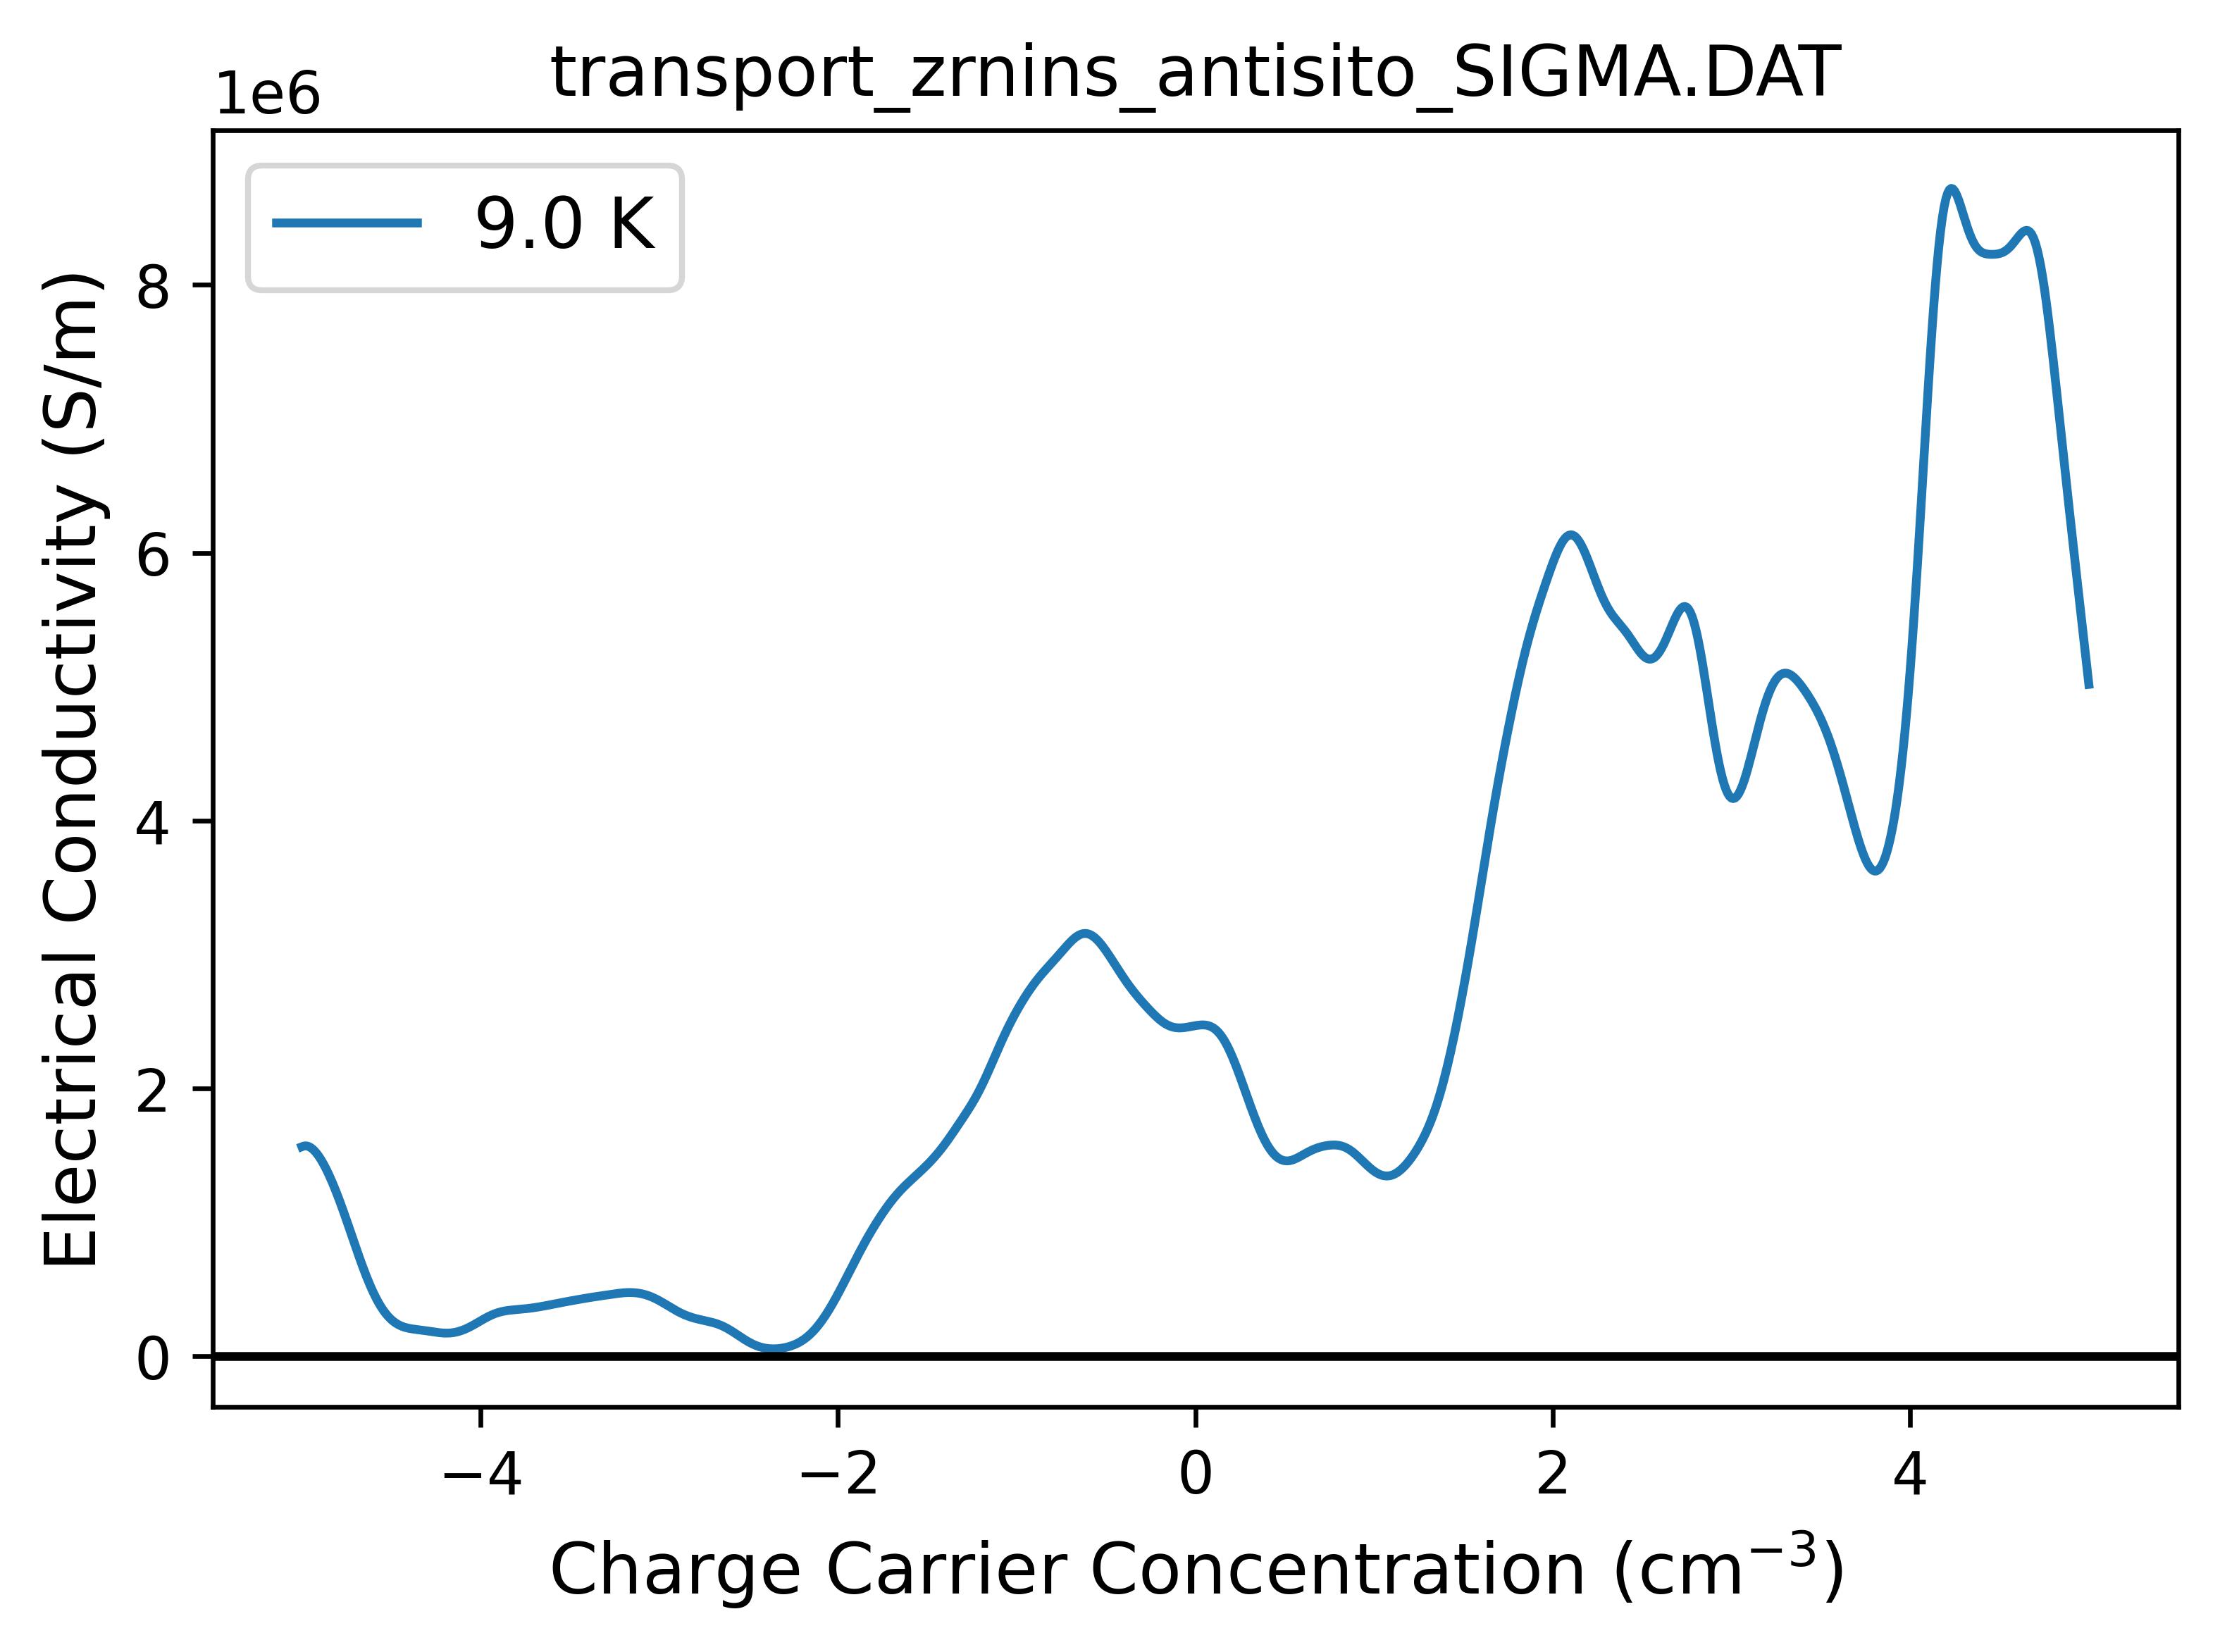 transport_zrnins_antisito_SIGMA.DAT
1e6
9.0 K
Electrical Conductivity (S/m)
8
6
4
2
0
−4 −2 0 2 4
Charge Carrier Concentration (cm⁻³)